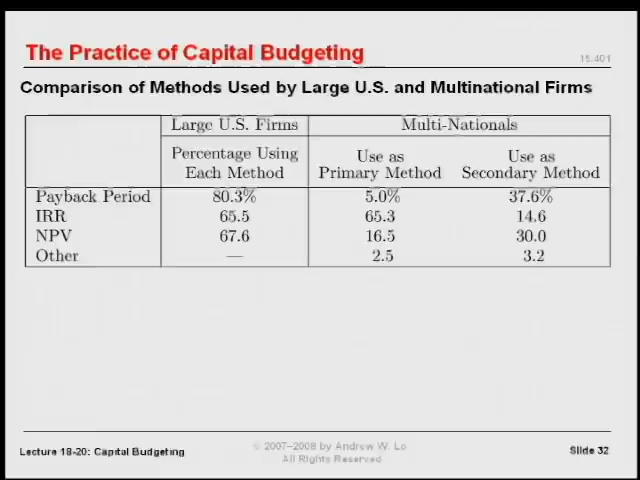 The Practice of Capital Budgeting
15.401
Comparison of Methods Used by Large U.S. and Multinational Firms
Large U.S. Firms Multi-Nationals
Percentage Using Use as Use as
Each Method Primary Method Secondary Method
Payback Period 80.3% 5.0% 37.6%
IRR 65.5 65.3 14.6
NPV 67.6 16.5 30.0
Other — 2.5 3.2
Lecture 18-20: Capital Budgeting
© 2007–2008 by Andrew W. Lo
All Rights Reserved
Slide 32